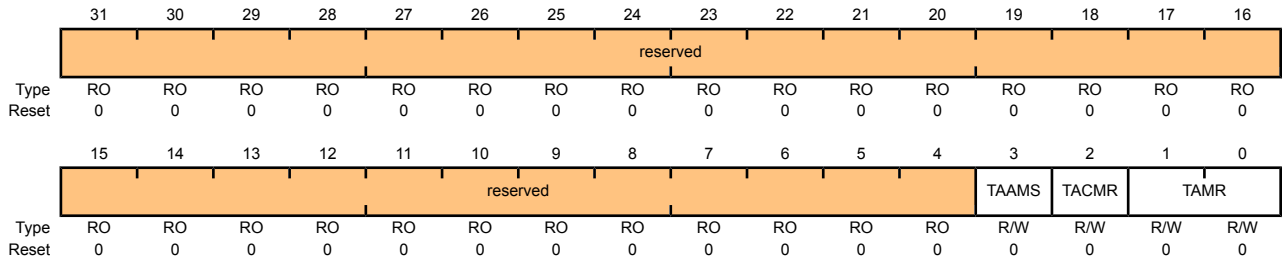 31 30 29 28 27 26 25 24 23 22 21 20 19 18 17 16
reserved
Type RO RO RO RO RO RO RO RO RO RO RO RO RO RO RO RO
Reset 0 0 0 0 0 0 0 0 0 0 0 0 0 0 0 0
15 14 13 12 11 10 9 8 7 6 5 4 3 2 1 0
reserved TAAMS TACMR TAMR
Type RO RO RO RO RO RO RO RO RO RO RO RO R/W R/W R/W R/W
Reset 0 0 0 0 0 0 0 0 0 0 0 0 0 0 0 0